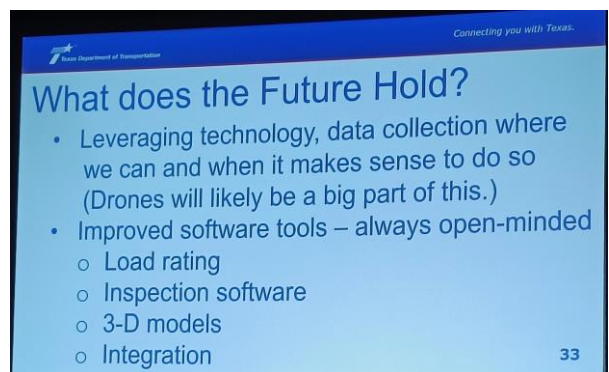 Connecting you with Texas.
Texas Department of Transportation
What does the Future Hold?
• Leveraging technology, data collection where
we can and when it makes sense to do so
(Drones will likely be a big part of this.)
• Improved software tools – always open-minded
o Load rating
o Inspection software
o 3-D models
o Integration
33